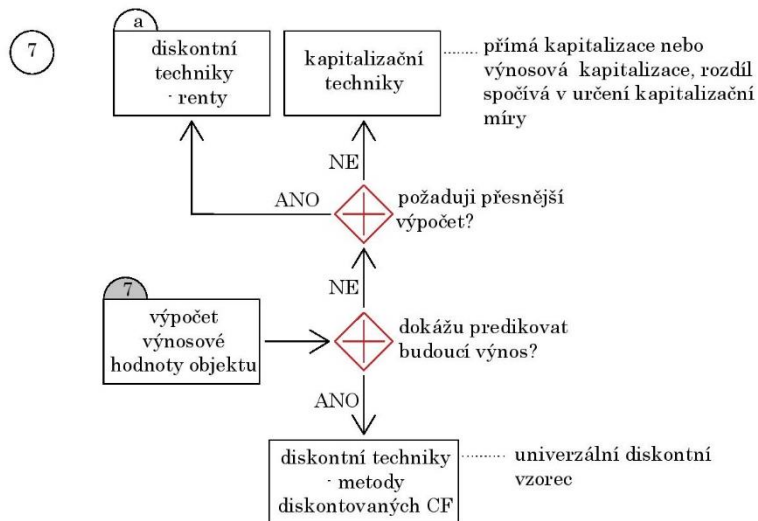 7
a
diskontní
techniky
- renty
kapitalizační
techniky
přímá kapitalizace nebo
výnosová kapitalizace, rozdíl
spočívá v určení kapitalizační
míry
NE
ANO
požaduji přesnější
výpočet?
NE
7
výpočet
výnosové
hodnoty objektu
dokážu predikovat
budoucí výnos?
ANO
diskontní techniky
- metody
diskontovaných CF
univerzální diskontní
vzorec